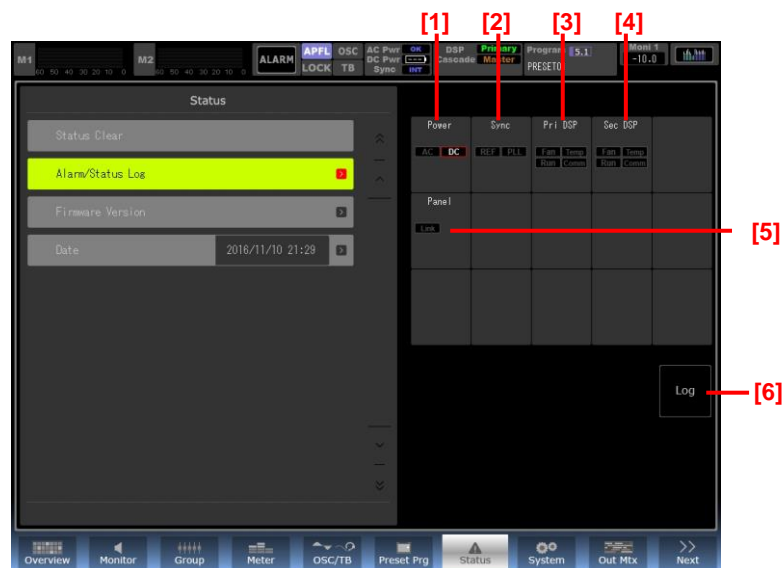 [1] [2] [3] [4]
M1 60 50 40 30 20 10 0 M2 60 50 40 30 20 10 0 ALARM APFL OSC AC Pwr OK DSP Primary Program 5.1 Moni 1
LOCK TB DC Pwr Cascade Master PRESET0 -10.0
Sync INT
Status
Status Clear
Alarm/Status Log
Firmware Version
Date 2016/11/10 21:29
Power Sync Pri DSP Sec DSP
AC DC REF PLL Fan Temp Fan Temp
Run Comm Run Comm
Panel
Link
[5]
Log
[6]
Overview Monitor Group Meter OSC/TB Preset Prg Status System Out Mtx Next